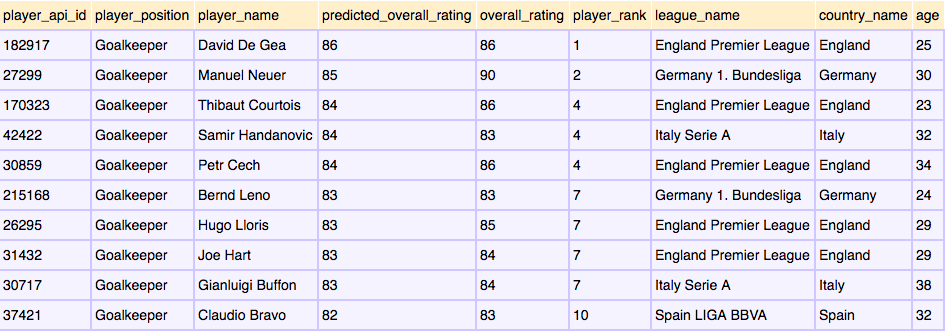 player_api_id player_position player_name predicted_overall_rating overall_rating player_rank league_name country_name age
182917 Goalkeeper David De Gea 86 86 1 England Premier League England 25
27299 Goalkeeper Manuel Neuer 85 90 2 Germany 1. Bundesliga Germany 30
170323 Goalkeeper Thibaut Courtois 84 86 4 England Premier League England 23
42422 Goalkeeper Samir Handanovic 84 83 4 Italy Serie A Italy 32
30859 Goalkeeper Petr Cech 84 86 4 England Premier League England 34
215168 Goalkeeper Bernd Leno 83 83 7 Germany 1. Bundesliga Germany 24
26295 Goalkeeper Hugo Lloris 83 85 7 England Premier League England 29
31432 Goalkeeper Joe Hart 83 84 7 England Premier League England 29
30717 Goalkeeper Gianluigi Buffon 83 84 7 Italy Serie A Italy 38
37421 Goalkeeper Claudio Bravo 82 83 10 Spain LIGA BBVA Spain 32